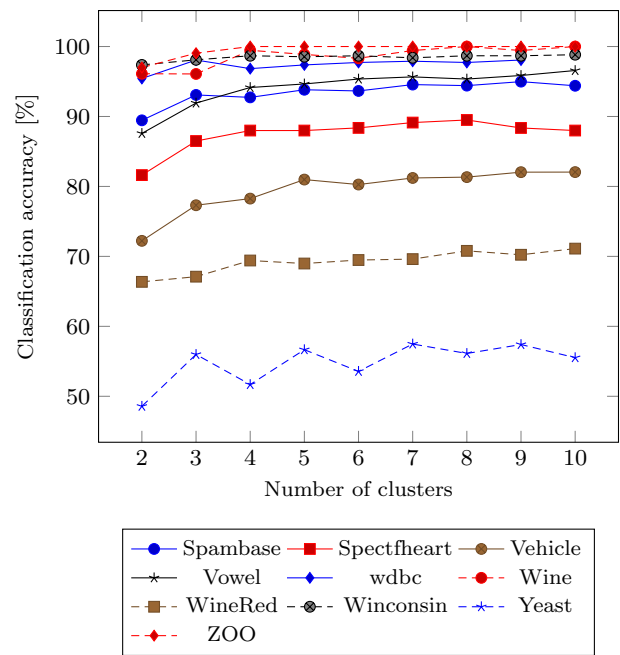 Classification accuracy [%]
100
90
80
70
60
50
2 3 4 5 6 7 8 9 10
Number of clusters
Spambase Spectfheart Vehicle
Vowel wdbc Wine
WineRed Winconsin Yeast
ZOO